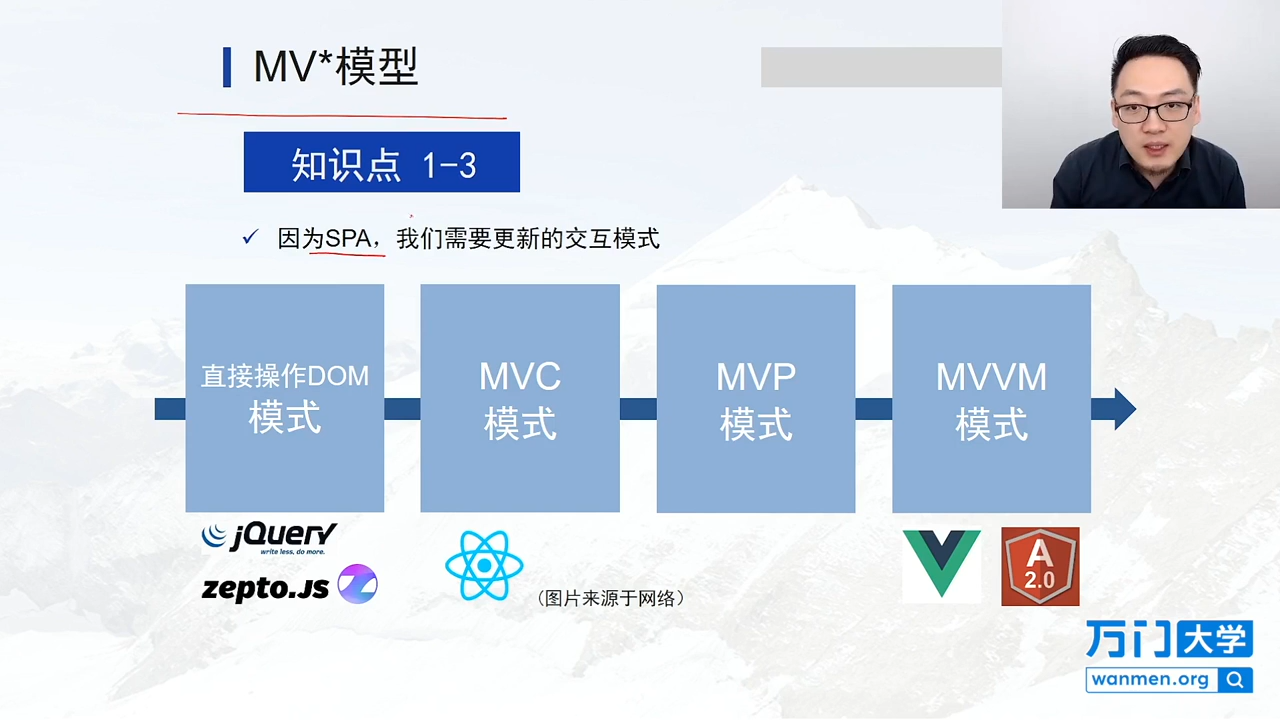 MV*模型
知识点 1-3
✓ 因为SPA，我们需要更新的交互模式
直接操作DOM
模式
MVC
模式
MVP
模式
MVVM
模式
jQuery
write less, do more.
zepto.JS
（图片来源于网络）
A
2.0
万门大学
wanmen.org